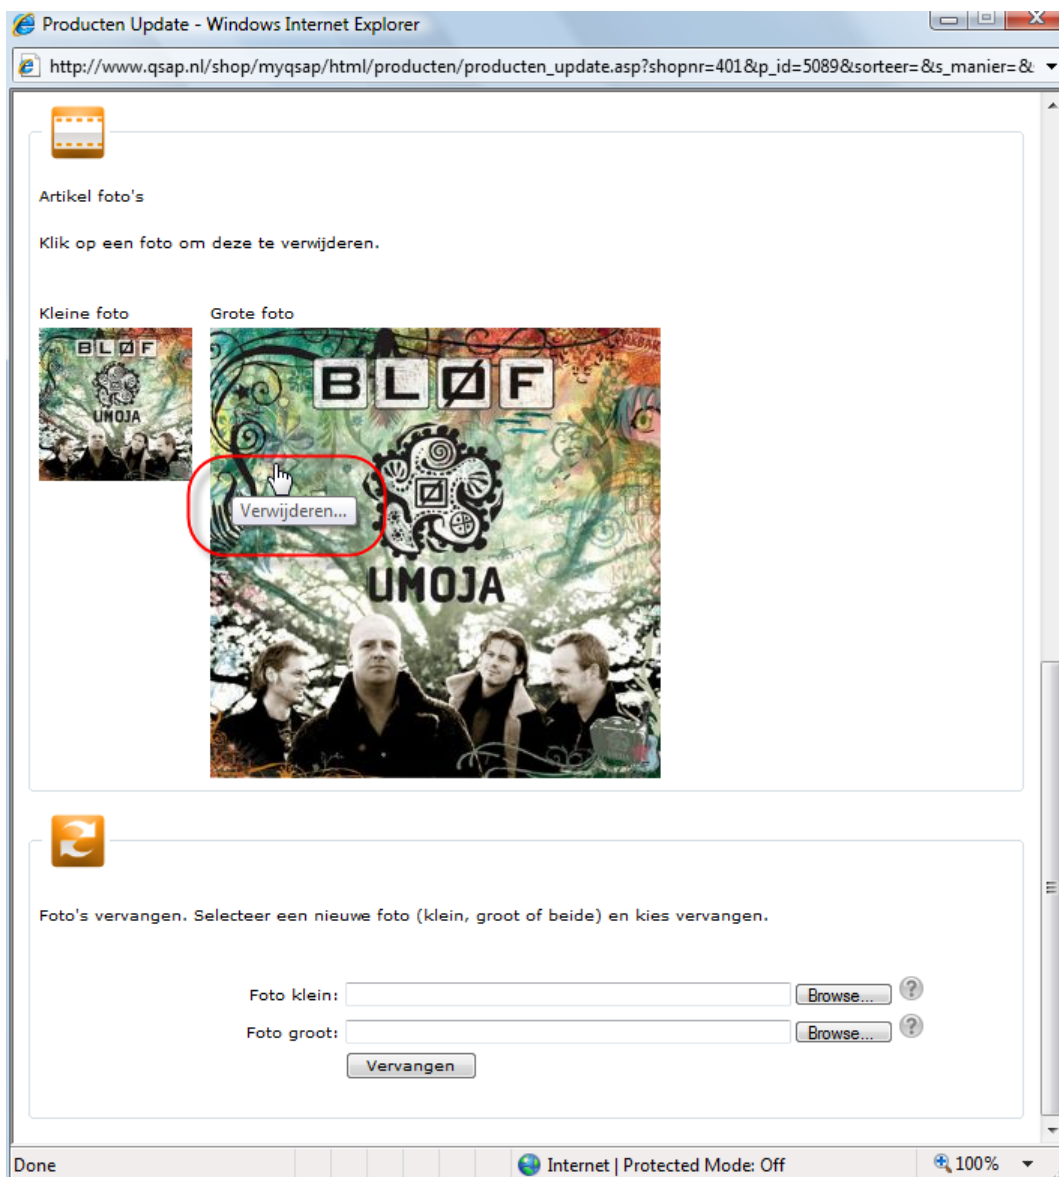 Producten Update - Windows Internet Explorer
http://www.qsap.nl/shop/myqsap/html/producten/producten_update.asp?shopnr=401&p_id=5089&sorteer=&s_manier=&
Artikel foto's
Klik op een foto om deze te verwijderen.
Kleine foto Grote foto
BLØF
UMOJA
BLØF
Verwijderen...
UMOJA
Foto's vervangen. Selecteer een nieuwe foto (klein, groot of beide) en kies vervangen.
Foto klein: Browse... ?
Foto groot: Browse... ?
Vervangen
Done Internet | Protected Mode: Off 100%